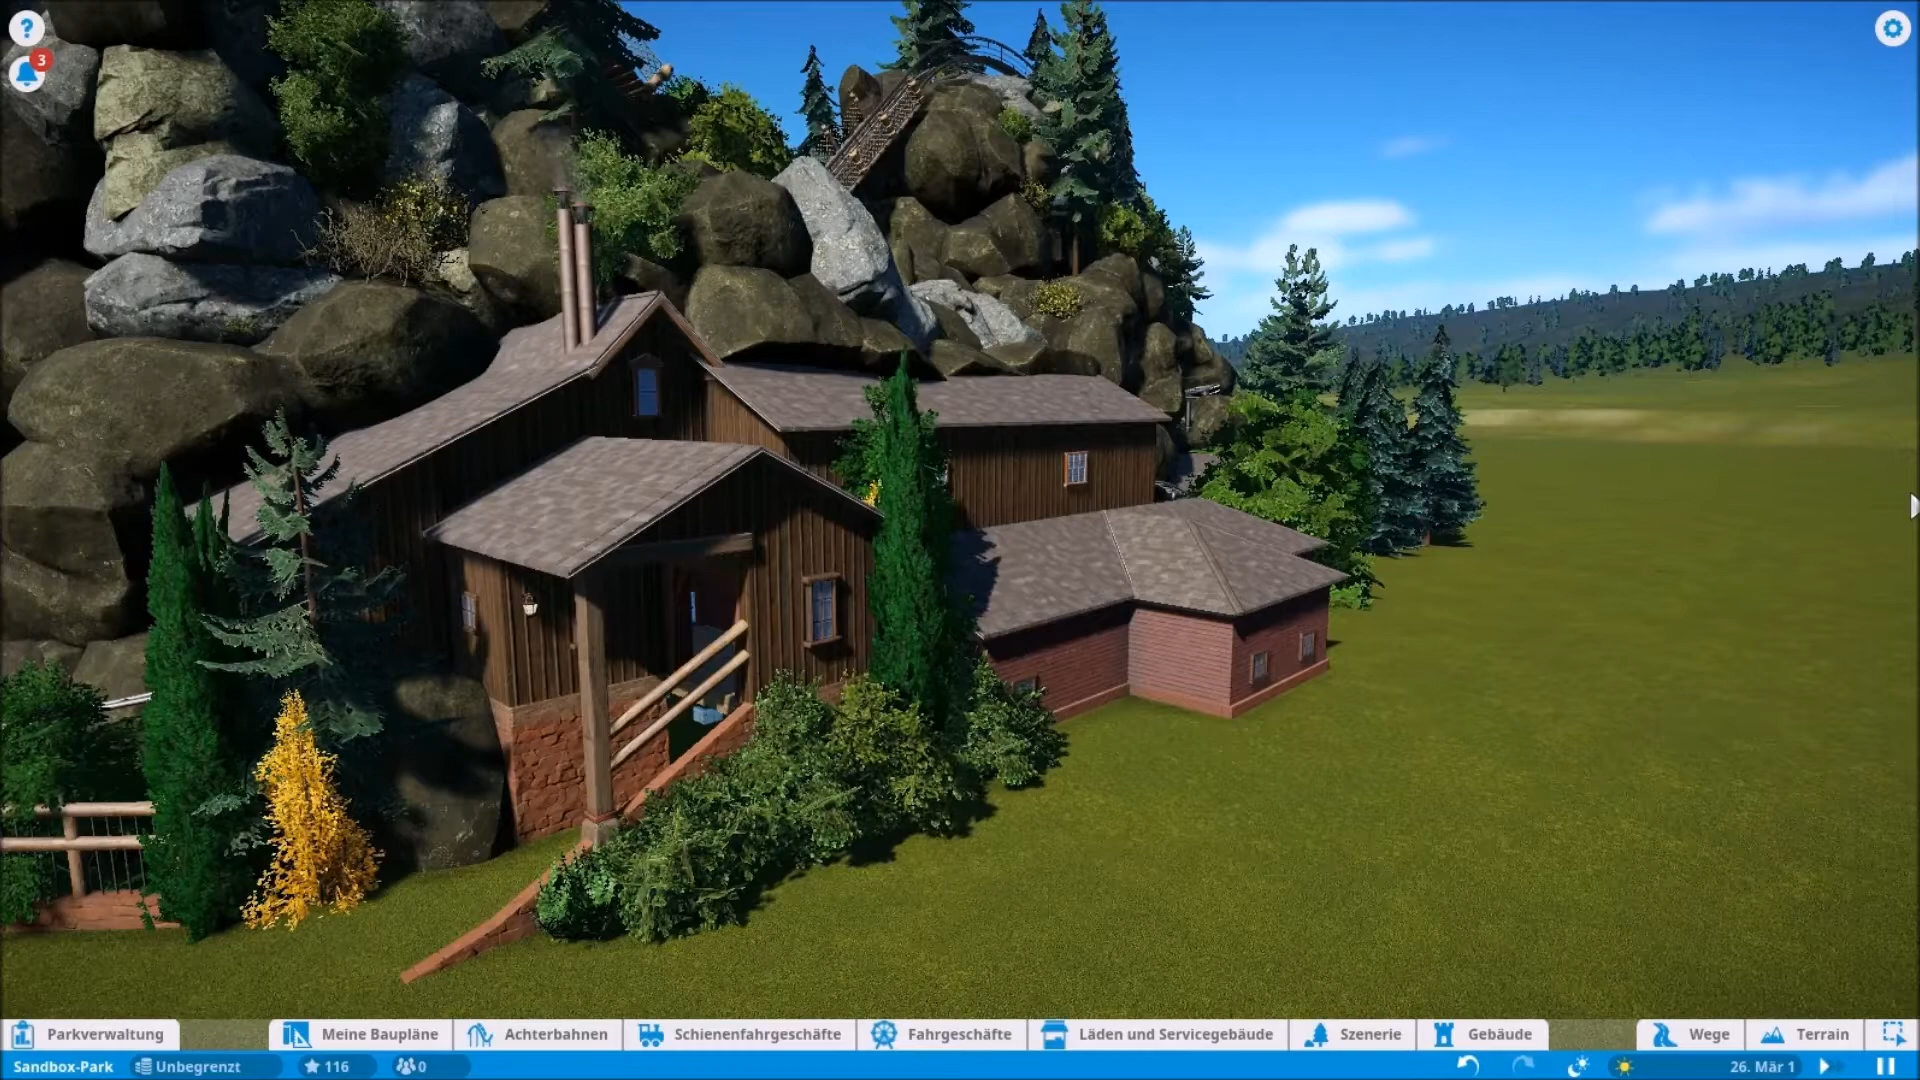 ?
3
Parkverwaltung
Meine Baupläne
Achterbahnen
Schienenfahrgeschäfte
Fahrgeschäfte
Läden und Servicegebäude
Szenerie
Gebäude
Wege
Terrain
Sandbox-Park
Unbegrenzt
116
0
26. Mär 1